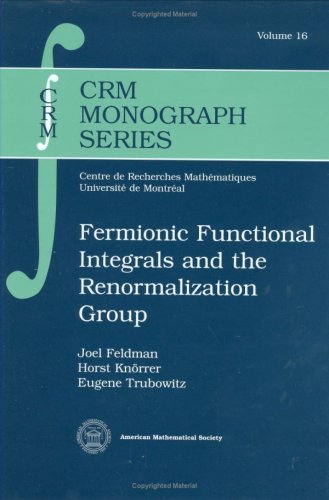 Volume 16
CRM
CRM
MONOGRAPH
SERIES
Centre de Recherches Mathématiques
Université de Montréal
Fermionic Functional
Integrals and the
Renormalization
Group
Joel Feldman
Horst Knörrer
Eugene Trubowitz
American Mathematical Society